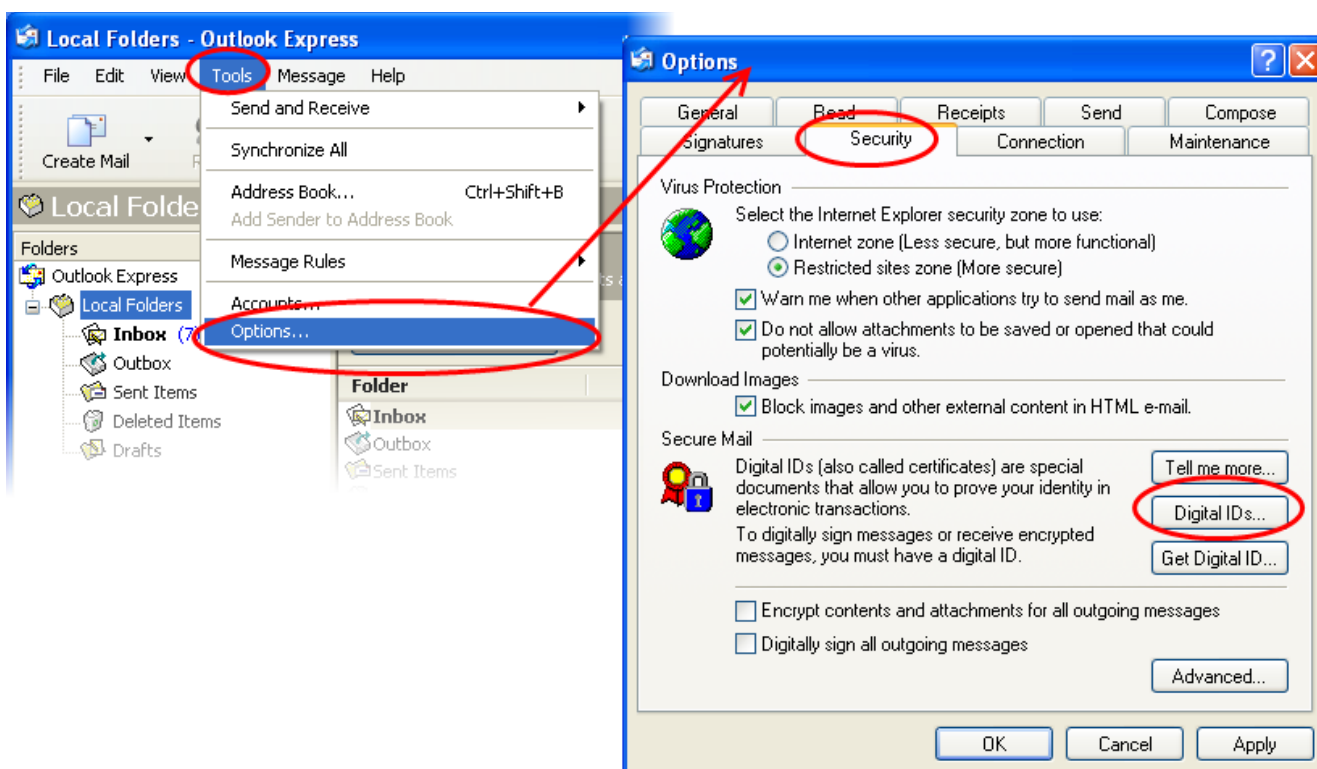 Local Folders - Outlook Express
File Edit View Tools Message Help
Create Mail
Local Folde
Folders
Outlook Express
Local Folders
Inbox (7)
Outbox
Sent Items
Deleted Items
Drafts
Send and Receive
Synchronize All
Address Book... Ctrl+Shift+B
Add Sender to Address Book
Message Rules
Accounts...
Options...
Folder
Inbox
Outbox
Sent Items
Options
General Read Receipts Send Compose
Signatures Security Connection Maintenance
Virus Protection
Select the Internet Explorer security zone to use:
Internet zone (Less secure, but more functional)
Restricted sites zone (More secure)
Warn me when other applications try to send mail as me.
Do not allow attachments to be saved or opened that could
potentially be a virus.
Download Images
Block images and other external content in HTML e-mail.
Secure Mail
Digital IDs (also called certificates) are special
documents that allow you to prove your identity in
electronic transactions.
To digitally sign messages or receive encrypted
messages, you must have a digital ID.
Tell me more...
Digital IDs...
Get Digital ID...
Encrypt contents and attachments for all outgoing messages
Digitally sign all outgoing messages
Advanced...
OK Cancel Apply